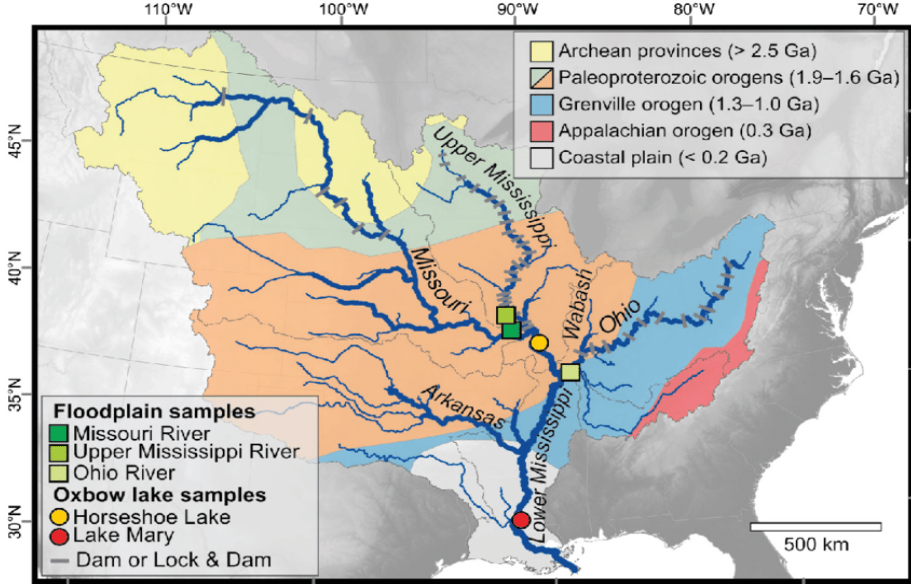 110°W 100°W 90°W 80°W 70°W
Archean provinces (> 2.5 Ga)
Paleoproterozoic orogens (1.9–1.6 Ga)
Grenville orogen (1.3–1.0 Ga)
Appalachian orogen (0.3 Ga)
Coastal plain (< 0.2 Ga)
45°N
40°N
35°N
30°N
Upper Mississippi
Missouri
Wabash
Ohio
Arkansas
Lower Mississippi
Floodplain samples
Missouri River
Upper Mississippi River
Ohio River
Oxbow lake samples
Horseshoe Lake
Lake Mary
Dam or Lock & Dam
500 km